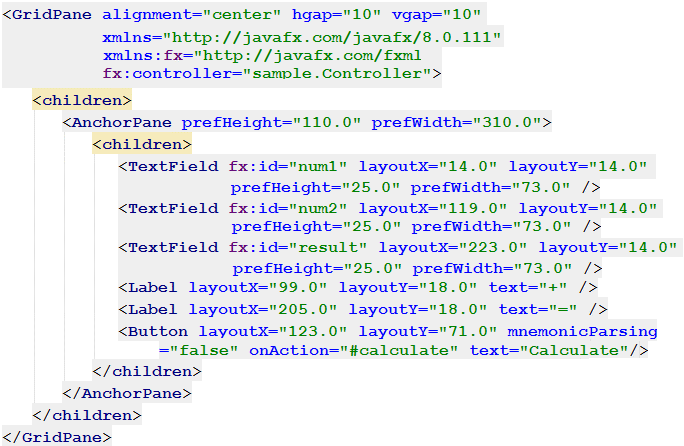 <GridPane alignment="center" hgap="10" vgap="10"
xmlns="http://javafx.com/javafx/8.0.111"
xmlns:fx="http://javafx.com/fxml
fx:controller="sample.Controller">
<children>
<AnchorPane prefHeight="110.0" prefWidth="310.0">
<children>
<TextField fx:id="num1" layoutX="14.0" layoutY="14.0"
prefHeight="25.0" prefWidth="73.0" />
<TextField fx:id="num2" layoutX="119.0" layoutY="14.0"
prefHeight="25.0" prefWidth="73.0" />
<TextField fx:id="result" layoutX="223.0" layoutY="14.0"
prefHeight="25.0" prefWidth="73.0" />
<Label layoutX="99.0" layoutY="18.0" text="+" />
<Label layoutX="205.0" layoutY="18.0" text="=" />
<Button layoutX="123.0" layoutY="71.0" mnemonicParsing
="false" onAction="#calculate" text="Calculate"/>
</children>
</AnchorPane>
</children>
</GridPane>